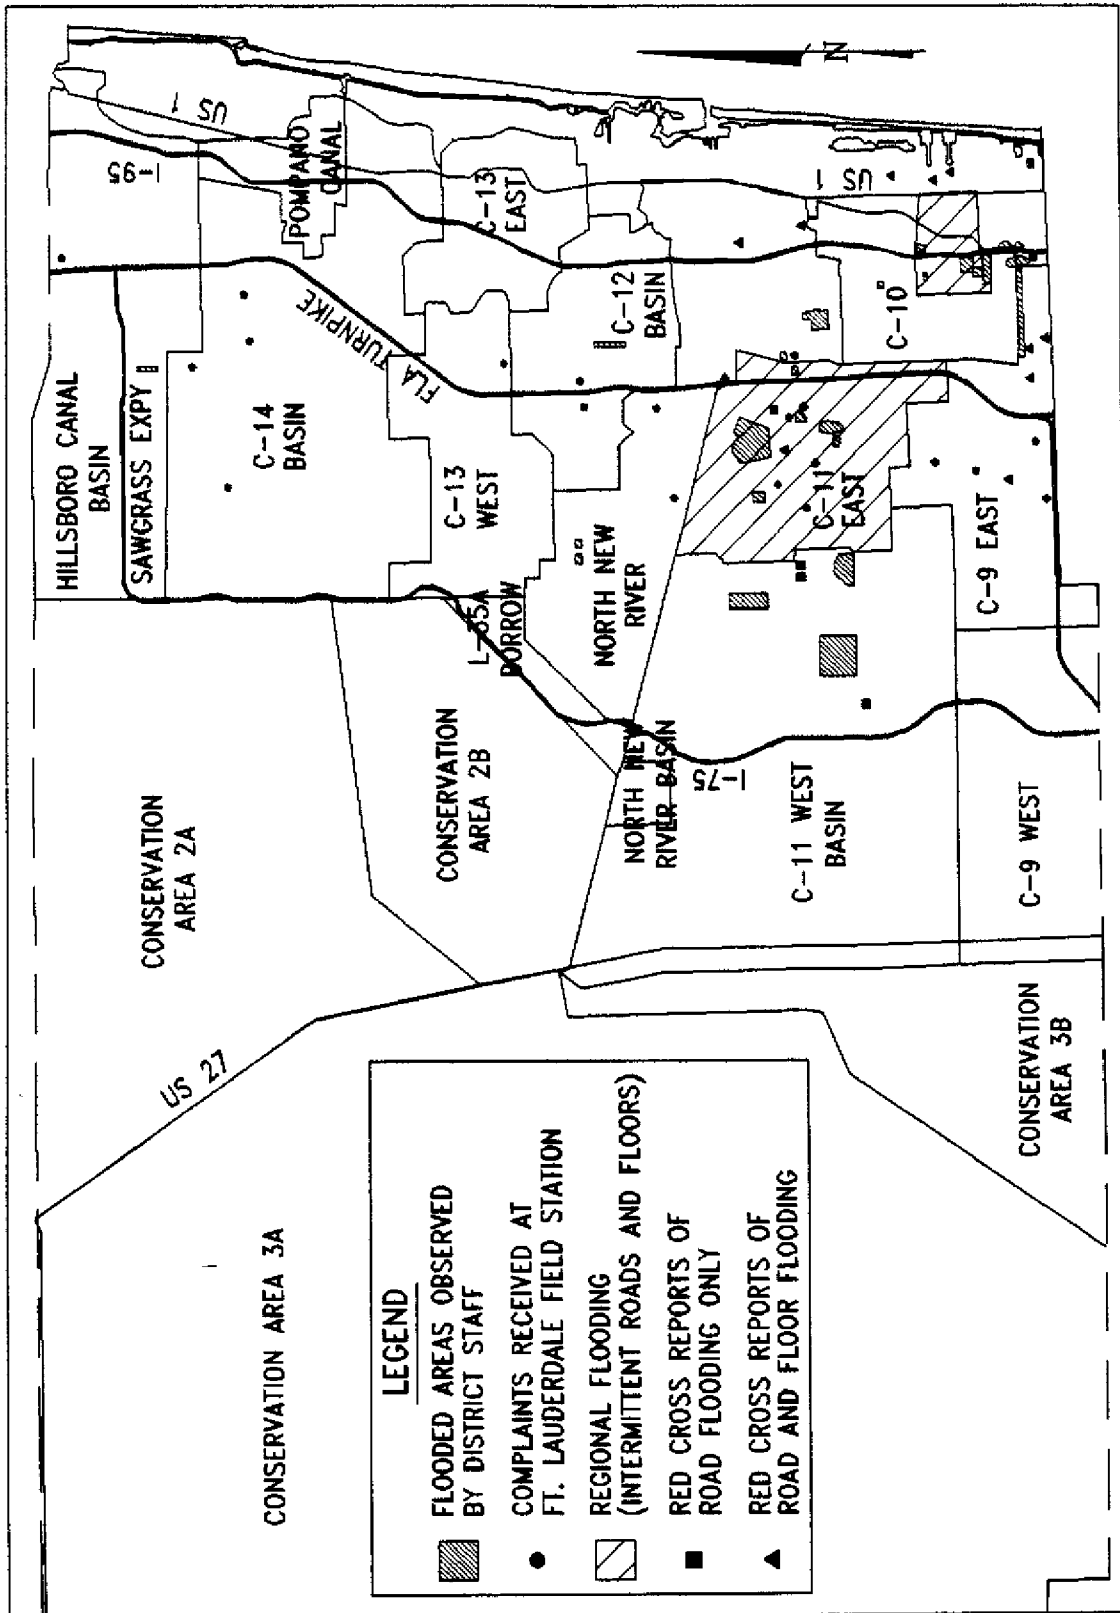 HILLSBORO CANAL
BASIN
SAWGRASS EXPY
I-95
US 1
POMPANO
CANAL
C-14
BASIN
FLA TURNPIKE
C-13
EAST
C-13
WEST
CONSERVATION
AREA 2A
CONSERVATION
AREA 2B
L-35A
BORROW
C-12
BASIN
NORTH NEW
RIVER
NORTH NEW
RIVER BASIN
I-75
C-11 WEST
BASIN
C-11
EAST
C-10
US 1
N
C-9 EAST
C-9 WEST
US 27
CONSERVATION AREA 3A
CONSERVATION
AREA 3B
LEGEND
FLOODED AREAS OBSERVED
BY DISTRICT STAFF
COMPLAINTS RECEIVED AT
FT. LAUDERDALE FIELD STATION
REGIONAL FLOODING
(INTERMITTENT ROADS AND FLOORS)
RED CROSS REPORTS OF
ROAD FLOODING ONLY
RED CROSS REPORTS OF
ROAD AND FLOOR FLOODING